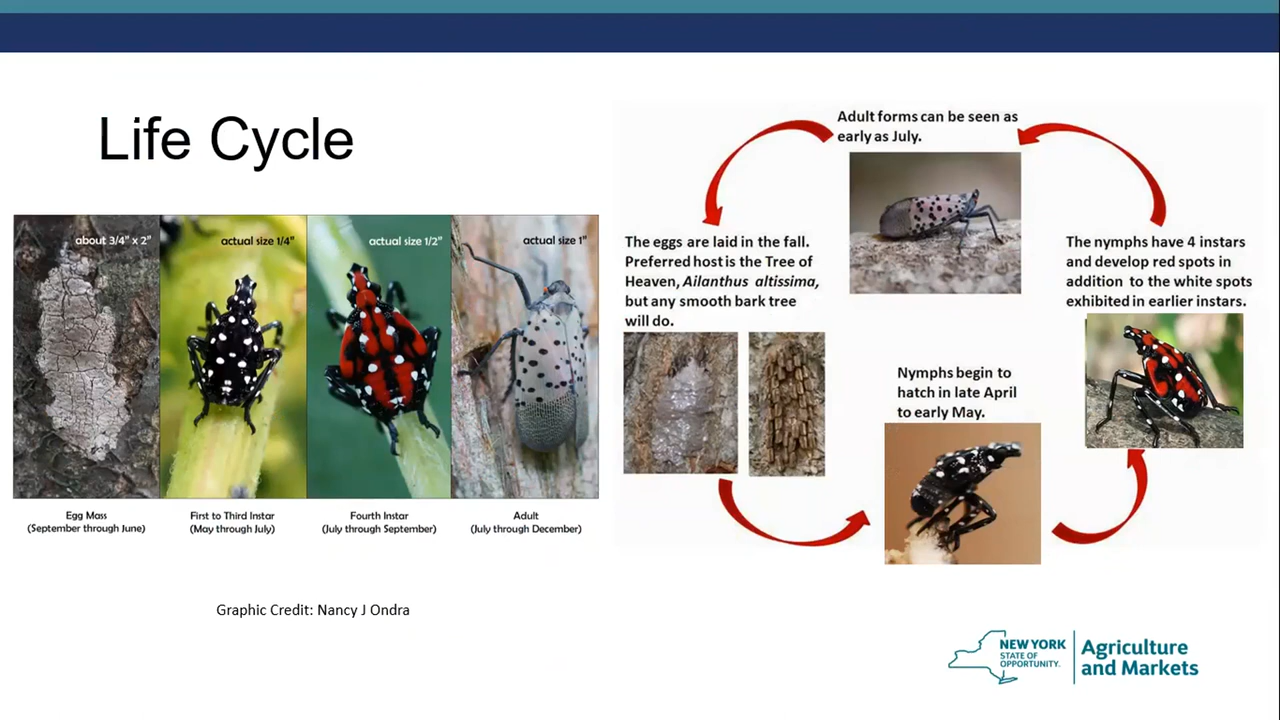 Life Cycle
about 3/4" x 2"
actual size 1/4"
actual size 1/2"
actual size 1"
Egg Mass
(September through June)
First to Third Instar
(May through July)
Fourth Instar
(July through September)
Adult
(July through December)
Graphic Credit: Nancy J Ondra
Adult forms can be seen as
early as July.
The eggs are laid in the fall.
Preferred host is the Tree of
Heaven, Ailanthus altissima,
but any smooth bark tree
will do.
Nymphs begin to
hatch in late April
to early May.
The nymphs have 4 instars
and develop red spots in
addition to the white spots
exhibited in earlier instars.
NEW YORK
STATE OF
OPPORTUNITY.
Agriculture
and Markets